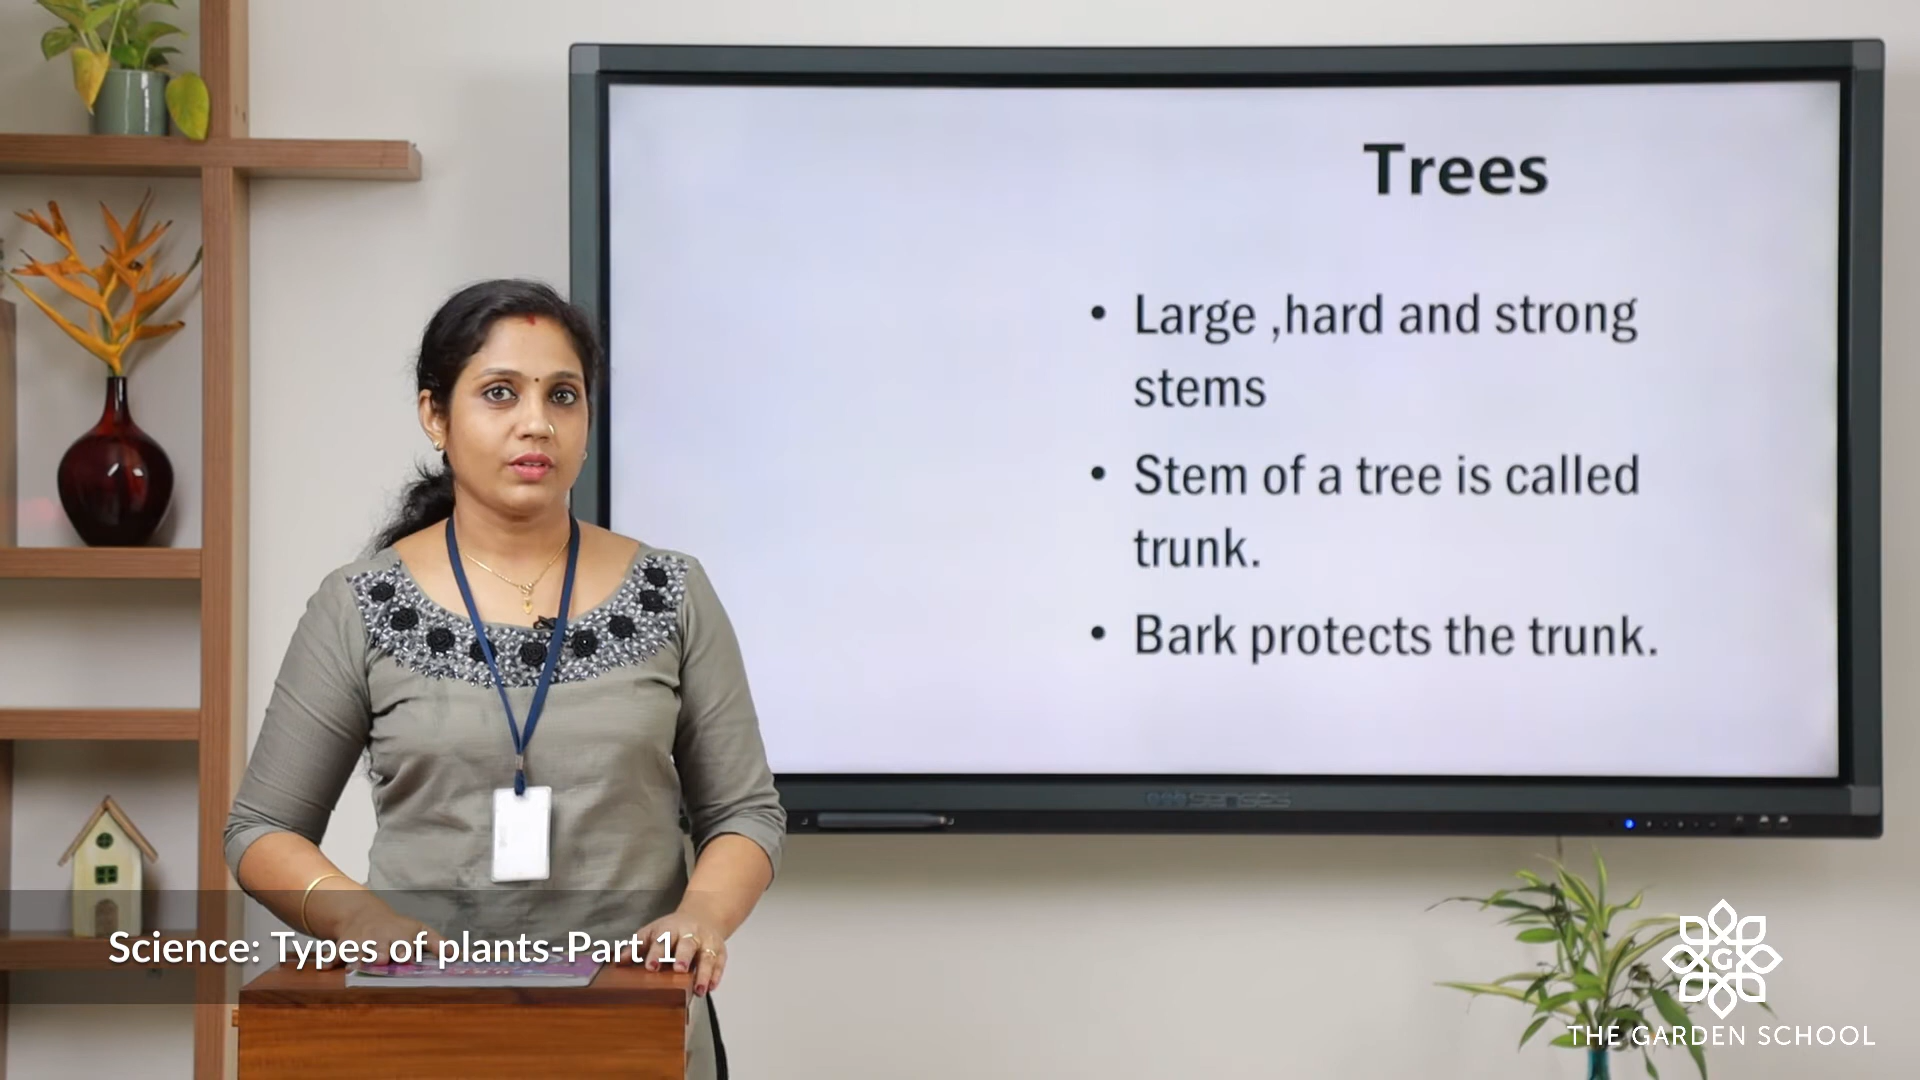 Trees
• Large ,hard and strong
stems
• Stem of a tree is called
trunk.
• Bark protects the trunk.
senses
Science: Types of plants-Part 1
G
THE GARDEN SCHOOL